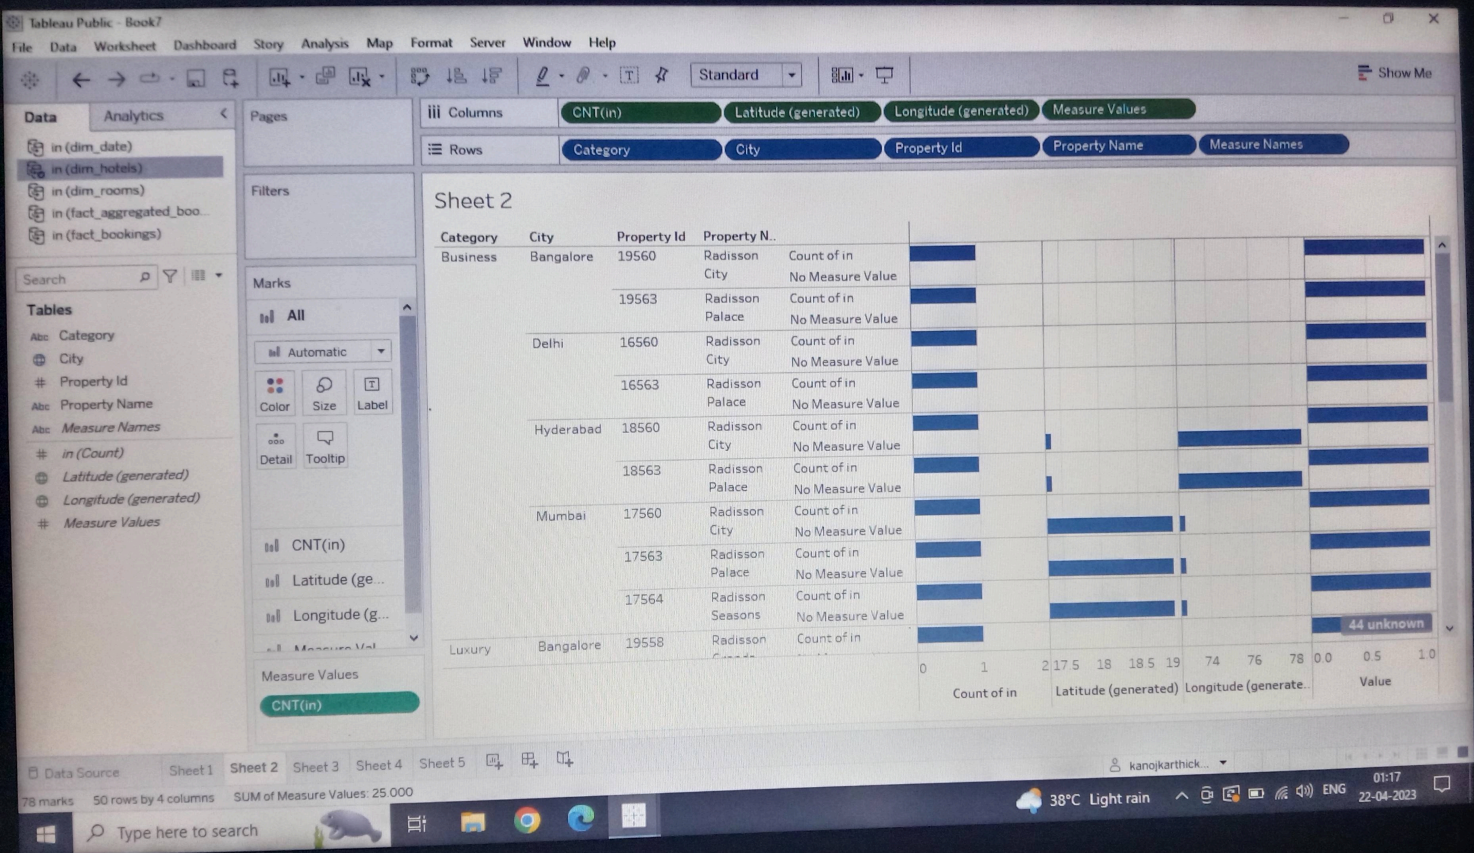 Tableau Public - Book7
File Data Worksheet Dashboard Story Analysis Map Format Server Window Help
Standard
Show Me
Data Analytics
in (dim_date)
in (dim_hotels)
in (dim_rooms)
in (fact_aggregated_boo...
in (fact_bookings)
Search
Tables
Abc Category
City
# Property Id
Abc Property Name
Abc Measure Names
# in (Count)
Latitude (generated)
Longitude (generated)
# Measure Values
Pages
Filters
Marks
All
Automatic
Color Size Label
Detail Tooltip
CNT(in)
Latitude (ge...
Longitude (g...
Measure Values
CNT(in)
Columns CNT(in) Latitude (generated) Longitude (generated) Measure Values
Rows Category City Property Id Property Name Measure Names
Sheet 2
Category City Property Id Property N..
Business Bangalore 19560 Radisson Count of in
City No Measure Value
19563 Radisson Count of in
Palace No Measure Value
Delhi 16560 Radisson Count of in
City No Measure Value
16563 Radisson Count of in
Palace No Measure Value
Hyderabad 18560 Radisson Count of in
City No Measure Value
18563 Radisson Count of in
Palace No Measure Value
Mumbai 17560 Radisson Count of in
City No Measure Value
17563 Radisson Count of in
Palace No Measure Value
17564 Radisson Count of in
Seasons No Measure Value
Luxury Bangalore 19558 Radisson Count of in
44 unknown
0 1 2 17.5 18 18.5 19 74 76 78 0.0 0.5 1.0
Count of in Latitude (generated) Longitude (generate.. Value
Data Source Sheet 1 Sheet 2 Sheet 3 Sheet 4 Sheet 5
kanojkarthick...
78 marks 50 rows by 4 columns SUM of Measure Values: 25.000
Type here to search
38°C Light rain
ENG
01:17
22-04-2023